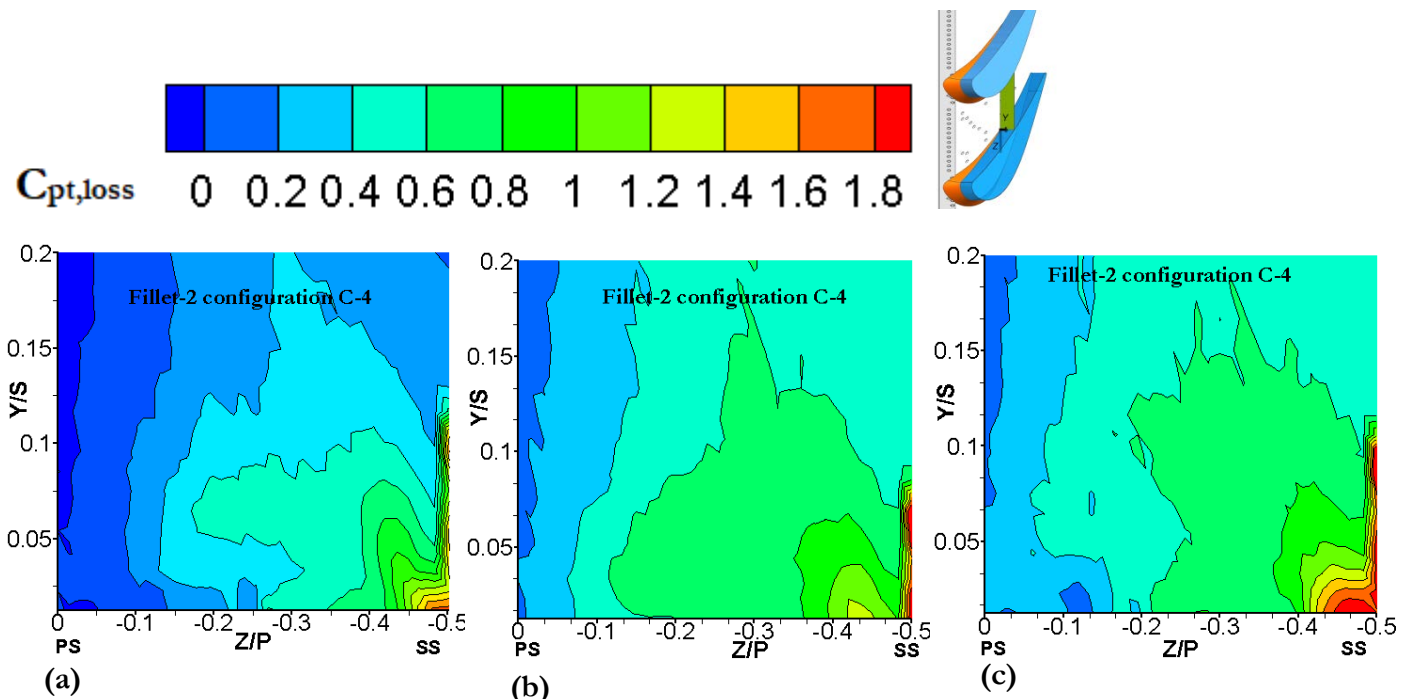 Y
Z
C_pt,loss 0 0.2 0.4 0.6 0.8 1 1.2 1.4 1.6 1.8
0.2
Fillet-2 configuration C-4
0.15
Y/S
0.1
0.05
0 -0.1 -0.2 -0.3 -0.4 -0.5
PS Z/P SS
(a)
0.2
Fillet-2 configuration C-4
0.15
Y/S
0.1
0.05
0 -0.1 -0.2 -0.3 -0.4 -0.5
PS Z/P SS
(b)
0.2
Fillet-2 configuration C-4
0.15
Y/S
0.1
0.05
0 -0.1 -0.2 -0.3 -0.4 -0.5
PS Z/P SS
(c)